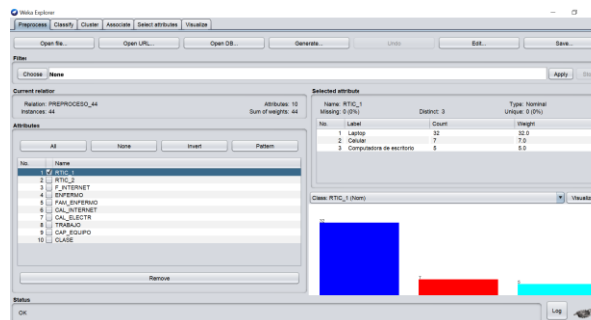 Weka Explorer
Preprocess Classify Cluster Associate Select attributes Visualize
Open file... Open URL... Open DB... Generate... Undo Edit... Save...
Filter
Choose None Apply
Current relation
Relation: PREPROCESO_44 Attributes: 10
Instances: 44 Sum of weights: 44
Attributes
All None Invert Pattern
No. Name
1 RTIC_1
2 RTIC_2
3 F_INTERNET
4 ENFERMO
5 FAM_ENFERMO
6 CAL_INTERNET
7 CAL_ELECTR
8 TRABAJO
9 CAP_EQUIPO
10 CLASE
Remove
Selected attribute
Name: RTIC_1 Type: Nominal
Missing: 0 (0%) Distinct: 3 Unique: 0 (0%)
No. Label Count Weight
1 Laptop 32 32.0
2 Celular 7 7.0
3 Computadora de escritorio 5 5.0
Class: RTIC_1 (Nom) Visualiz
Status
OK Log